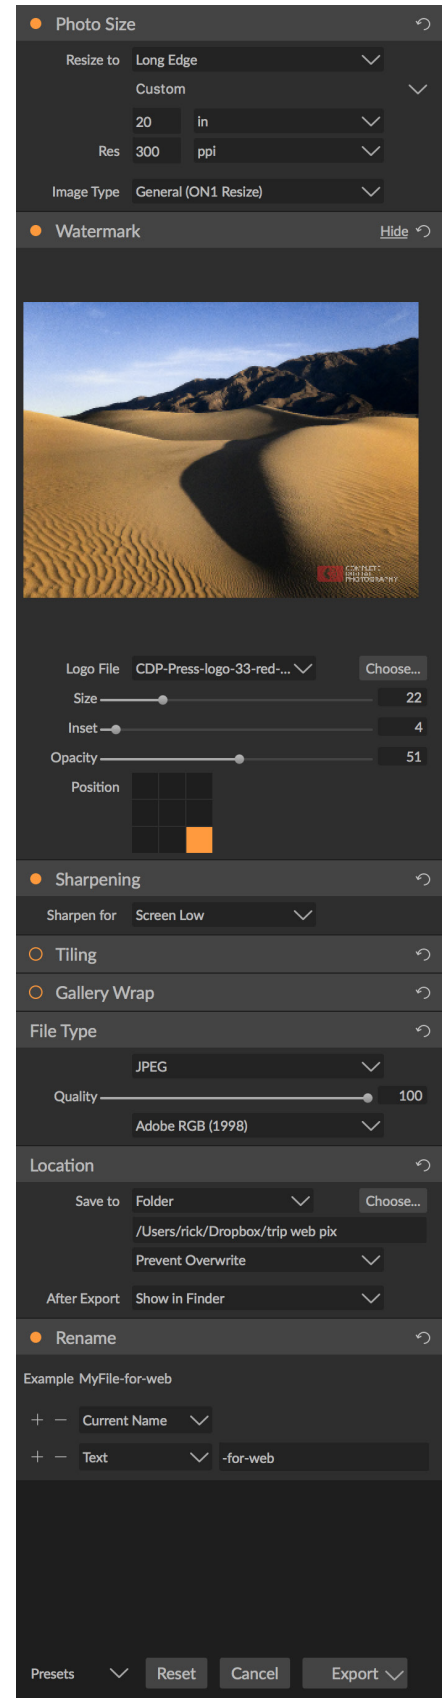 Photo Size
Resize to Long Edge
Custom
20 in
Res 300 ppi
Image Type General (ON1 Resize)
Watermark Hide
DIGITAL
PHOTOGRAPHY
Logo File CDP-Press-logo-33-red-... Choose...
Size 22
Inset 4
Opacity 51
Position
Sharpening
Sharpen for Screen Low
Tiling
Gallery Wrap
File Type
JPEG
Quality 100
Adobe RGB (1998)
Location
Save to Folder Choose...
/Users/rick/Dropbox/trip web pix
Prevent Overwrite
After Export Show in Finder
Rename
Example MyFile-for-web
+ − Current Name
+ − Text -for-web
Presets Reset Cancel Export